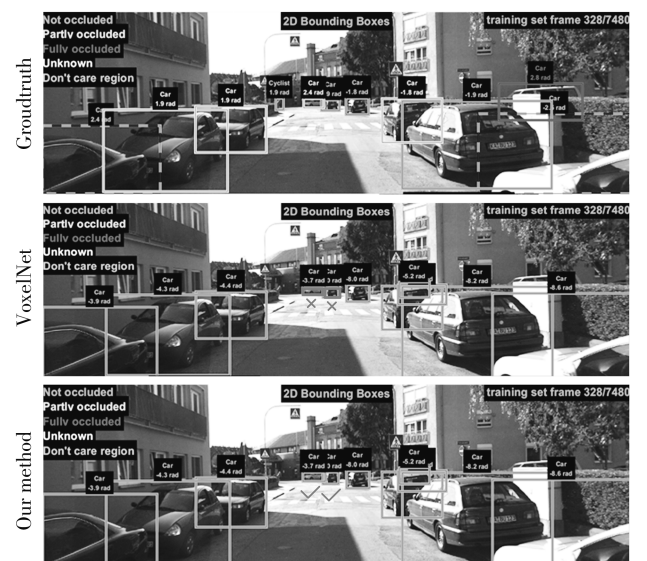 Groudtruth
Not occluded
Partly occluded
Fully occluded
Unknown
Don't care region
2D Bounding Boxes
training set frame 328/7480
Car
1.9 rad
Car
1.9 rad
Cyclist
1.9 rad
Car
2.4 rad
Car
-1.8 rad
Car
-1.8 rad
Car
-1.9 rad
Car
2.8 rad
Car
VoxelNet
Not occluded
Partly occluded
Fully occluded
Unknown
Don't care region
2D Bounding Boxes
training set frame 328/7480
Car
-3.9 rad
Car
-4.3 rad
Car
-4.4 rad
Car
-3.7 rad
Car
-8.0 rad
Car
-5.2 rad
Car
-8.2 rad
Car
-8.6 rad
Our method
Not occluded
Partly occluded
Fully occluded
Unknown
Don't care region
2D Bounding Boxes
training set frame 328/7480
Car
-3.9 rad
Car
-4.3 rad
Car
-4.4 rad
Car
-3.7 rad
Car
-8.0 rad
Car
-5.2 rad
Car
-8.2 rad
Car
-8.6 rad